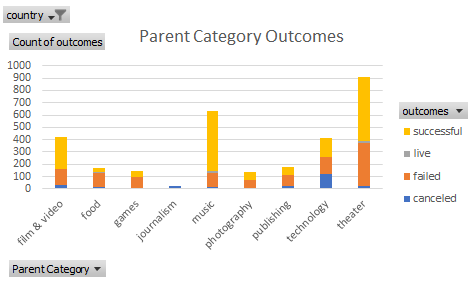 country
Count of outcomes
Parent Category Outcomes
1000
900
800
700
600
500
400
300
200
100
0
film & video
food
games
journalism
music
photography
publishing
technology
theater
outcomes
successful
live
failed
canceled
Parent Category